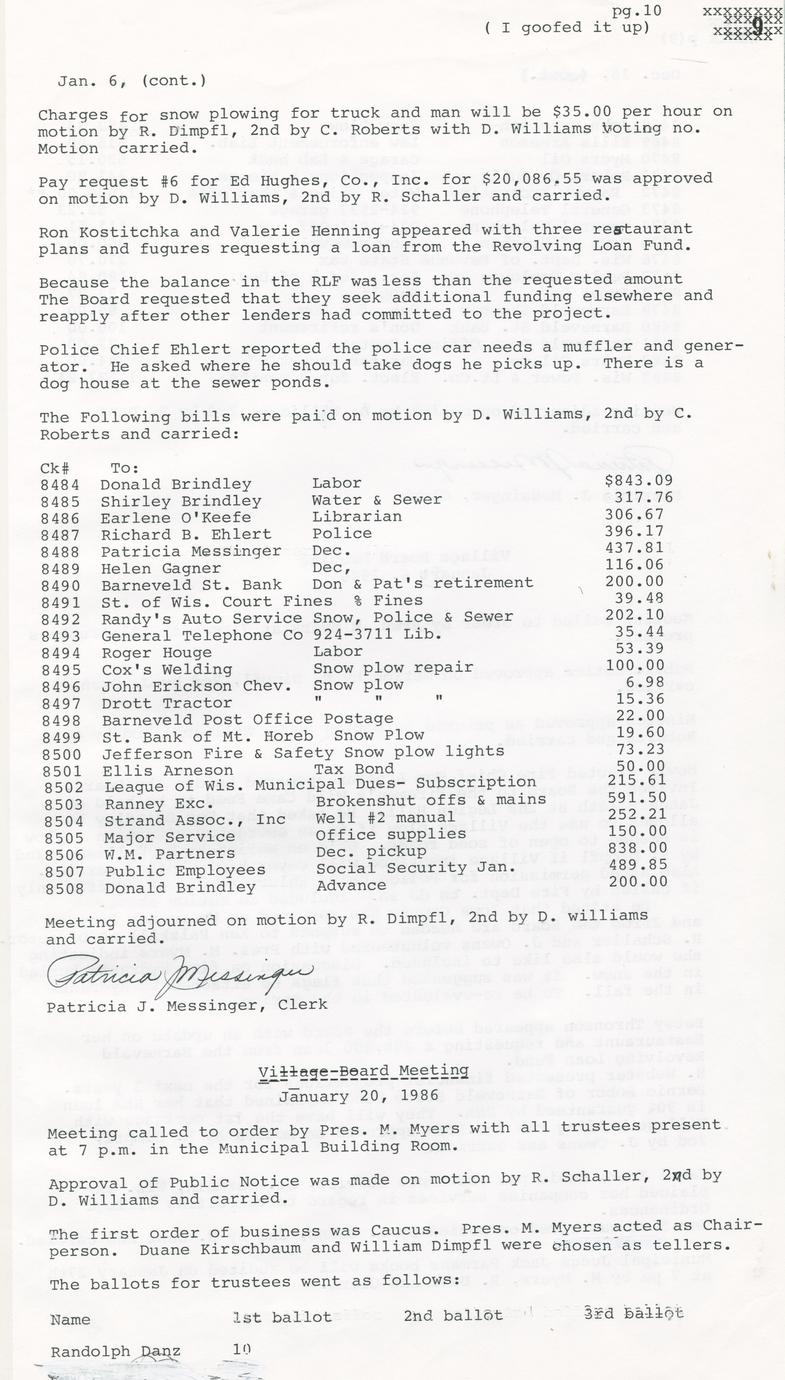 pg.10 xxxxxxxx
( I goofed it up) 9
Jan. 6, (cont.)
Charges for snow plowing for truck and man will be $35.00 per hour on
motion by R. Dimpfl, 2nd by C. Roberts with D. Williams voting no.
Motion carried.
Pay request #6 for Ed Hughes, Co., Inc. for $20,086.55 was approved
on motion by D. Williams, 2nd by R. Schaller and carried.
Ron Kostitchka and Valerie Henning appeared with three restaurant
plans and fugures requesting a loan from the Revolving Loan Fund.
Because the balance in the RLF was less than the requested amount
The Board requested that they seek additional funding elsewhere and
reapply after other lenders had committed to the project.
Police Chief Ehlert reported the police car needs a muffler and gener-
ator. He asked where he should take dogs he picks up. There is a
dog house at the sewer ponds.
The Following bills were paid on motion by D. Williams, 2nd by C.
Roberts and carried:
Ck# To:
8484 Donald Brindley Labor $843.09
8485 Shirley Brindley Water & Sewer 317.76
8486 Earlene O'Keefe Librarian 306.67
8487 Richard B. Ehlert Police 396.17
8488 Patricia Messinger Dec. 437.81
8489 Helen Gagner Dec, 116.06
8490 Barneveld St. Bank Don & Pat's retirement 200.00
8491 St. of Wis. Court Fines % Fines 39.48
8492 Randy's Auto Service Snow, Police & Sewer 202.10
8493 General Telephone Co 924-3711 Lib. 35.44
8494 Roger Houge Labor 53.39
8495 Cox's Welding Snow plow repair 100.00
8496 John Erickson Chev. Snow plow 6.98
8497 Drott Tractor " " " 15.36
8498 Barneveld Post Office Postage 22.00
8499 St. Bank of Mt. Horeb Snow Plow 19.60
8500 Jefferson Fire & Safety Snow plow lights 73.23
8501 Ellis Arneson Tax Bond 50.00
8502 League of Wis. Municipal Dues- Subscription 215.61
8503 Ranney Exc. Brokenshut offs & mains 591.50
8504 Strand Assoc., Inc Well #2 manual 252.21
8505 Major Service Office supplies 150.00
8506 W.M. Partners Dec. pickup 838.00
8507 Public Employees Social Security Jan. 489.85
8508 Donald Brindley Advance 200.00
Meeting adjourned on motion by R. Dimpfl, 2nd by D. williams
and carried.
Patricia J Messinger
Patricia J. Messinger, Clerk
Village-Board Meeting
January 20, 1986
Meeting called to order by Pres. M. Myers with all trustees present
at 7 p.m. in the Municipal Building Room.
Approval of Public Notice was made on motion by R. Schaller, 2nd by
D. Williams and carried.
The first order of business was Caucus. Pres. M. Myers acted as Chair-
person. Duane Kirschbaum and William Dimpfl were chosen as tellers.
The ballots for trustees went as follows:
Name 1st ballot 2nd ballot 3rd ballot
Randolph Danz 10